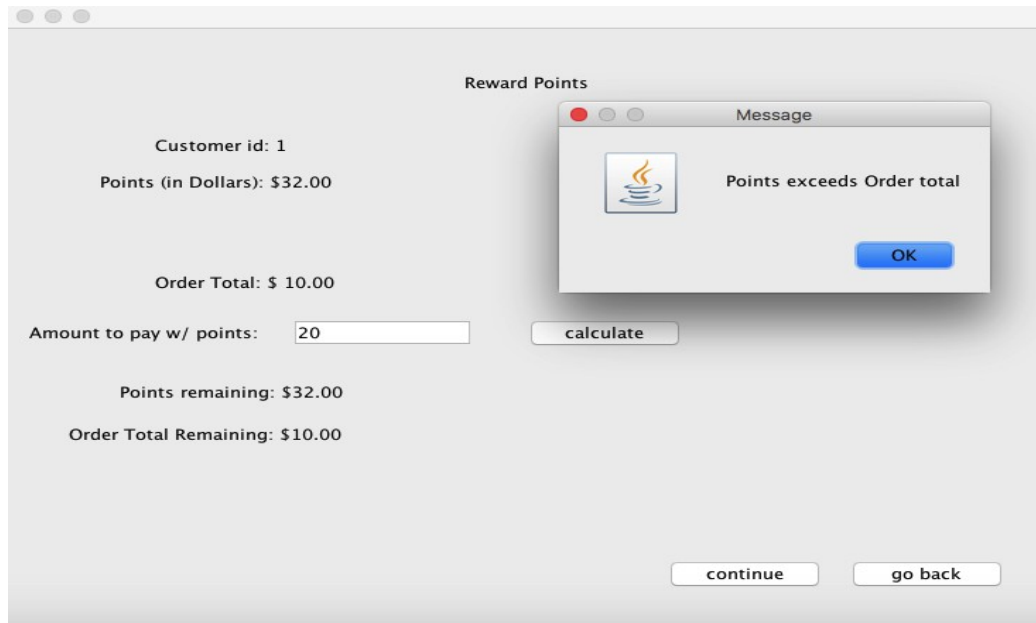 Reward Points
Message
Points exceeds Order total
OK
Customer id: 1
Points (in Dollars): $32.00
Order Total: $ 10.00
Amount to pay w/ points: 20 calculate
Points remaining: $32.00
Order Total Remaining: $10.00
continue go back